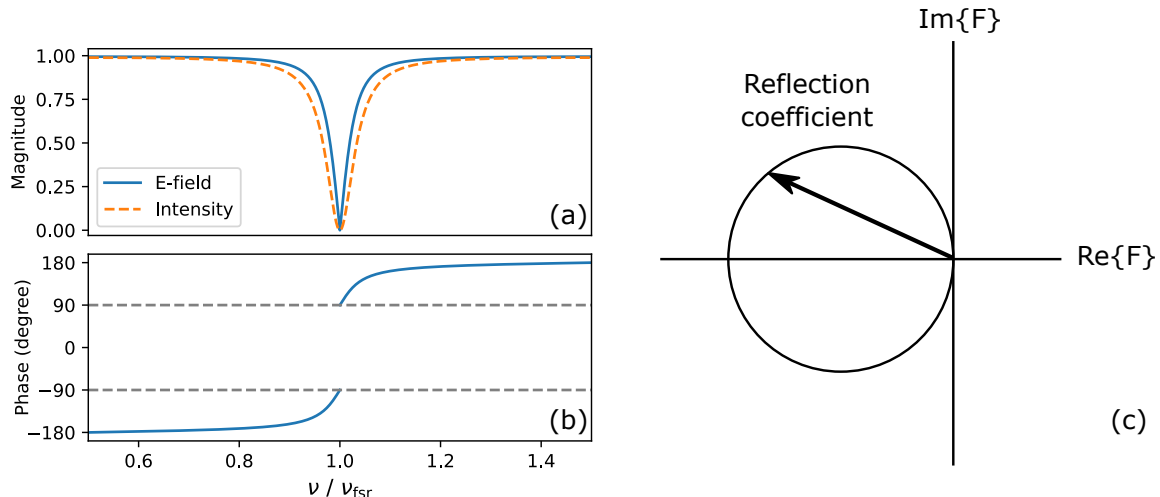 1.00
0.75
0.50
0.25
0.00
Magnitude
E-field
Intensity
(a)
180
90
0
−90
−180
Phase (degree)
(b)
0.6 0.8 1.0 1.2 1.4
ν / νfsr
Im{F}
Reflection
coefficient
Re{F}
(c)